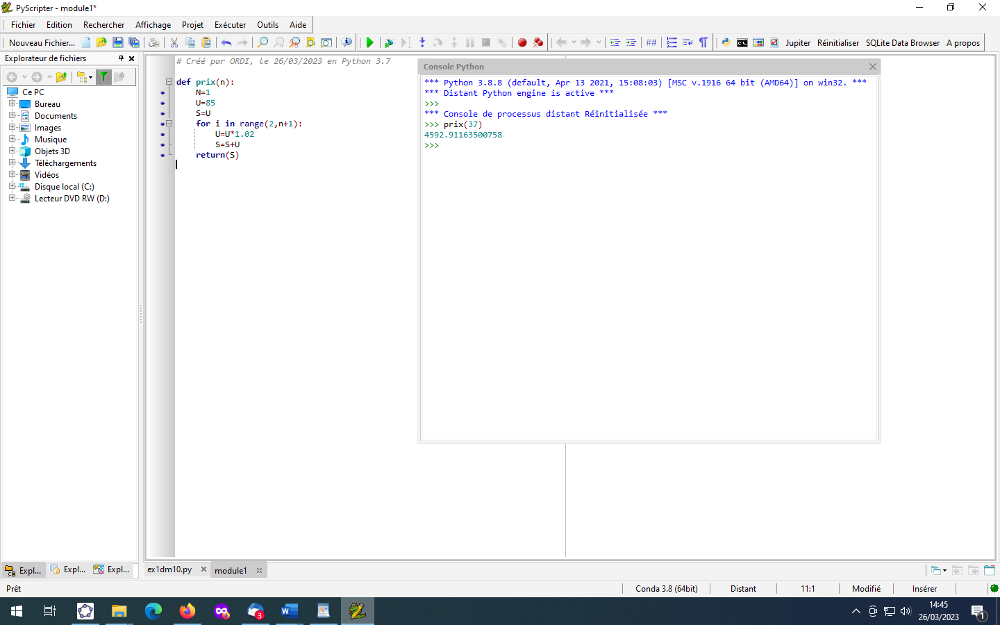 PyScripter - module1*
Fichier Edition Rechercher Affichage Projet Exécuter Outils Aide
Nouveau Fichier... ## Jupiter Réinitialiser SQLite Data Browser A propos
Explorateur de fichiers
Ce PC
Bureau
Documents
Images
Musique
Objets 3D
Téléchargements
Vidéos
Disque local (C:)
Lecteur DVD RW (D:)
# Créé par ORDI, le 26/03/2023 en Python 3.7
def prix(n):
    N=1
    U=85
    S=U
    for i in range(2,n+1):
        U=U*1.02
        S=S+U
    return(S)
Console Python
*** Python 3.8.8 (default, Apr 13 2021, 15:08:03) [MSC v.1916 64 bit (AMD64)] on win32. ***
*** Distant Python engine is active ***
>>>
*** Console de processus distant Réinitialisée ***
>>> prix(37)
4592.91163500758
>>>
Expl... Expl... Expl...
ex1dm10.py module1
Prêt Conda 3.8 (64bit) Distant 11:1 Modifié Insérer
3
14:45
26/03/2023
1